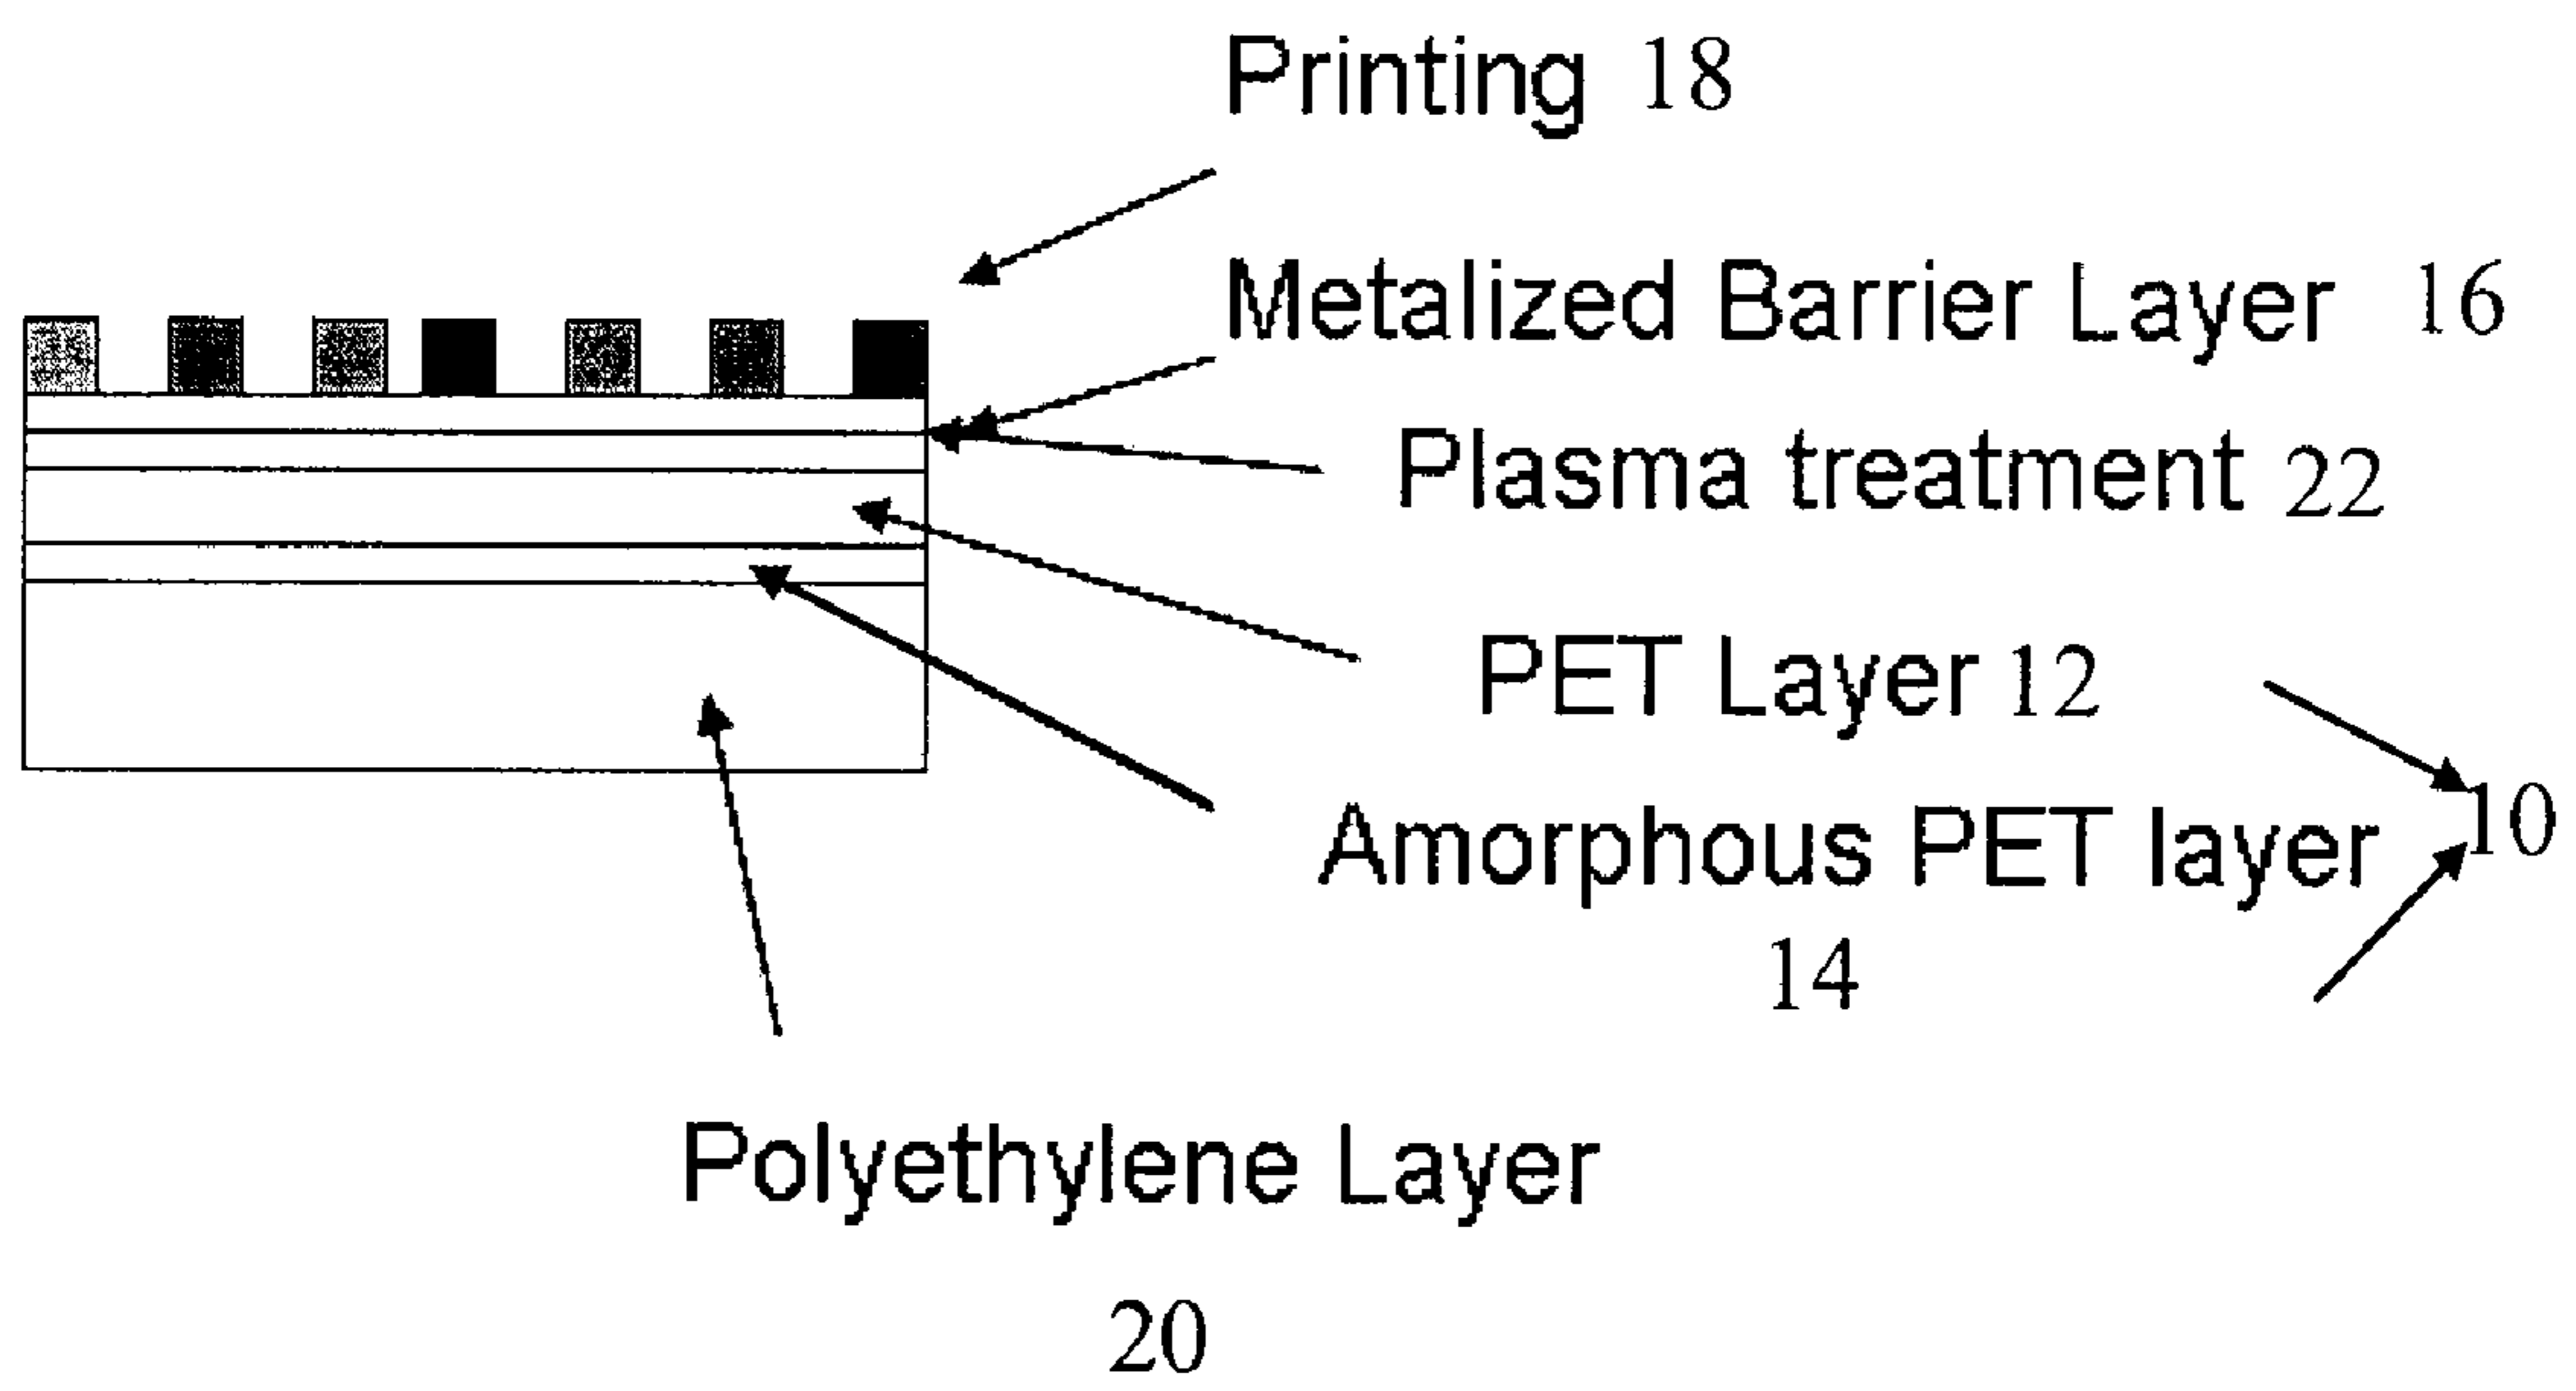 Printing 18
Metalized Barrier Layer 16
Plasma treatment 22
PET Layer 12
10
Amorphous PET layer
14
Polyethylene Layer
20